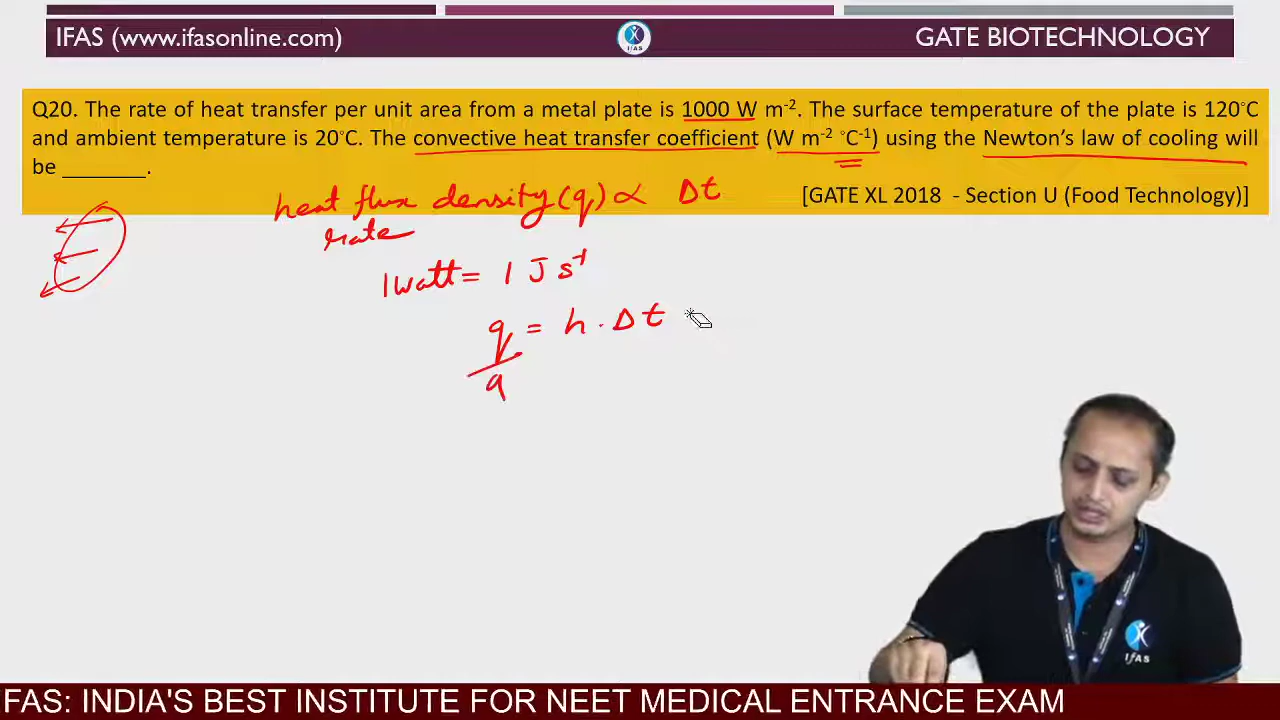 IFAS (www.ifasonline.com)
IFAS
GATE BIOTECHNOLOGY
Q20. The rate of heat transfer per unit area from a metal plate is 1000 W m⁻². The surface temperature of the plate is 120°C
and ambient temperature is 20°C. The convective heat transfer coefficient (W m⁻² °C⁻¹) using the Newton's law of cooling will
be _______.
[GATE XL 2018 - Section U (Food Technology)]
heat flux density (q) ∝ Δt
rate
1 watt = 1 J s⁻¹
q = h . Δt
a
IFAS
FAS: INDIA'S BEST INSTITUTE FOR NEET MEDICAL ENTRANCE EXAM